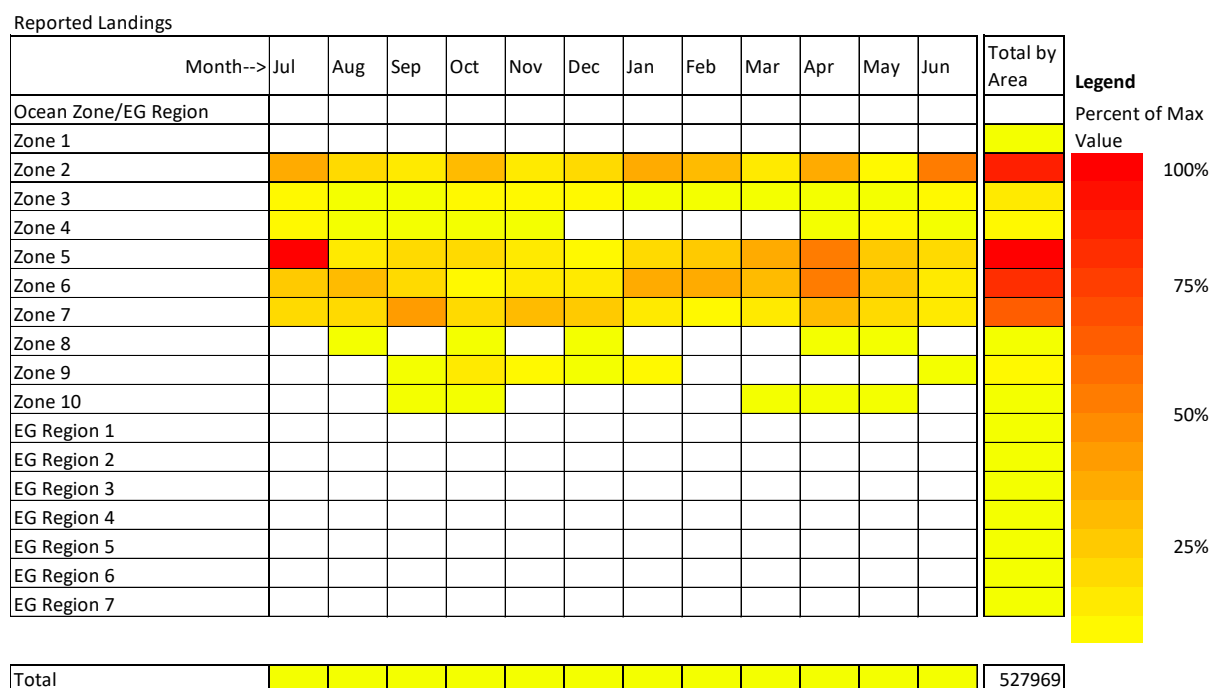 Reported Landings
Month--> Jul Aug Sep Oct Nov Dec Jan Feb Mar Apr May Jun Total by Area
Legend
Ocean Zone/EG Region
Percent of Max Value
Zone 1
Zone 2
100%
Zone 3
Zone 4
Zone 5
Zone 6
75%
Zone 7
Zone 8
Zone 9
Zone 10
50%
EG Region 1
EG Region 2
EG Region 3
EG Region 4
EG Region 5
25%
EG Region 6
EG Region 7
Total 527969